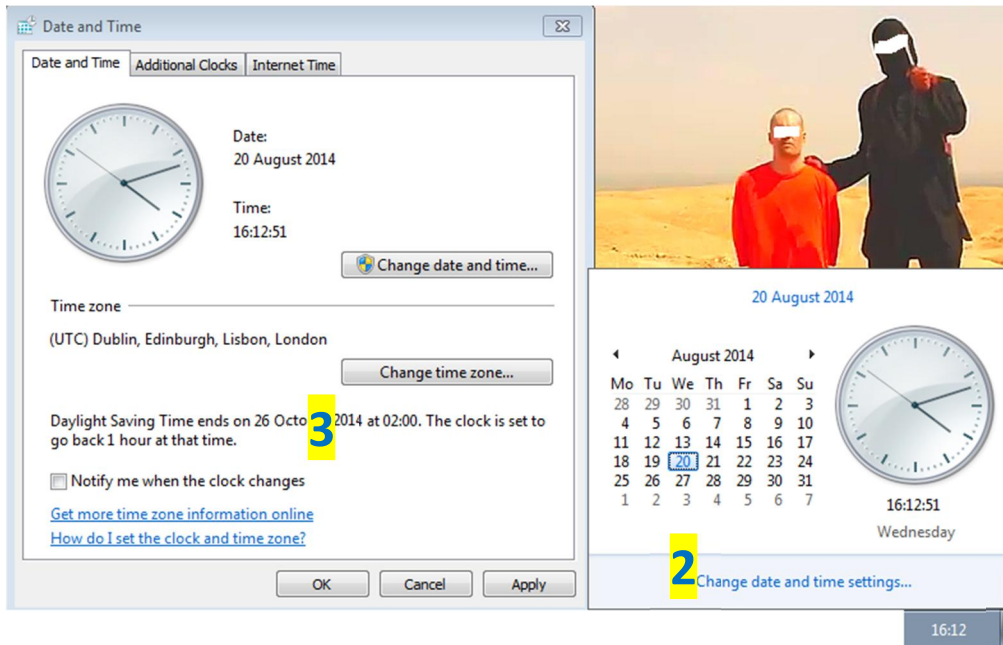 Date and Time
Date and Time Additional Clocks Internet Time
Date:
20 August 2014
Time:
16:12:51
Change date and time...
Time zone
(UTC) Dublin, Edinburgh, Lisbon, London
Change time zone...
Daylight Saving Time ends on 26 Octo 2014 at 02:00. The clock is set to
go back 1 hour at that time.
3
Notify me when the clock changes
Get more time zone information online
How do I set the clock and time zone?
OK Cancel Apply
20 August 2014
August 2014
Mo Tu We Th Fr Sa Su
28 29 30 31 1 2 3
4 5 6 7 8 9 10
11 12 13 14 15 16 17
18 19 20 21 22 23 24
25 26 27 28 29 30 31
1 2 3 4 5 6 7
16:12:51
Wednesday
2
Change date and time settings...
16:12